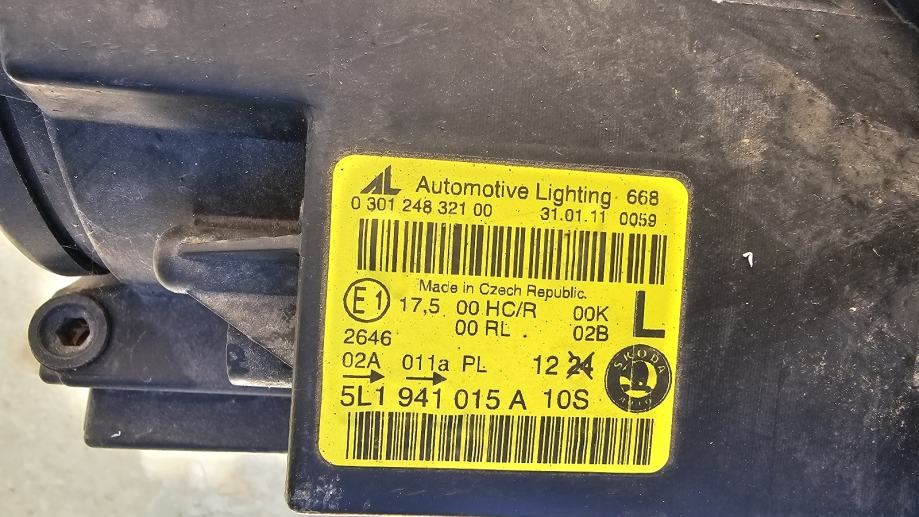 AL Automotive Lighting 668
0 301 248 321 00 31.01.11 0059
Made in Czech Republic.
E1 17,5 00 HC/R 00K L
00 RL 02B
2646
02A 011a PL 12 24
5L1 941 015 A 10S
SKODA
AUTO